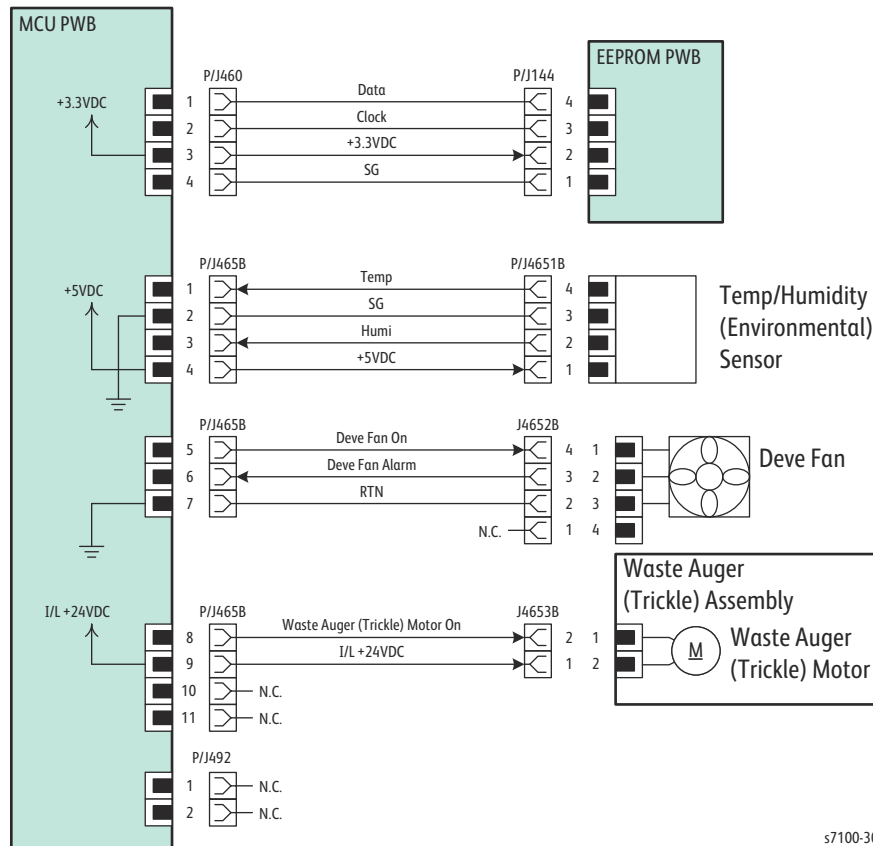 MCU PWB
EEPROM PWB
P/J460 P/J144
+3.3VDC
1 Data 4
2 Clock 3
3 +3.3VDC 2
4 SG 1
P/J465B P/J4651B
+5VDC
1 Temp 4
2 SG 3
3 Humi 2
4 +5VDC 1
Temp/Humidity
(Environmental)
Sensor
P/J465B J4652B
5 Deve Fan On 4 1
6 Deve Fan Alarm 3 2
7 RTN 2 3
N.C. 1 4
Deve Fan
Waste Auger
(Trickle) Assembly
I/L +24VDC
P/J465B J4653B
8 Waste Auger (Trickle) Motor On 2 1
9 I/L +24VDC 1 2
10 N.C.
11 N.C.
M
Waste Auger
(Trickle) Motor
P/J492
1 N.C.
2 N.C.